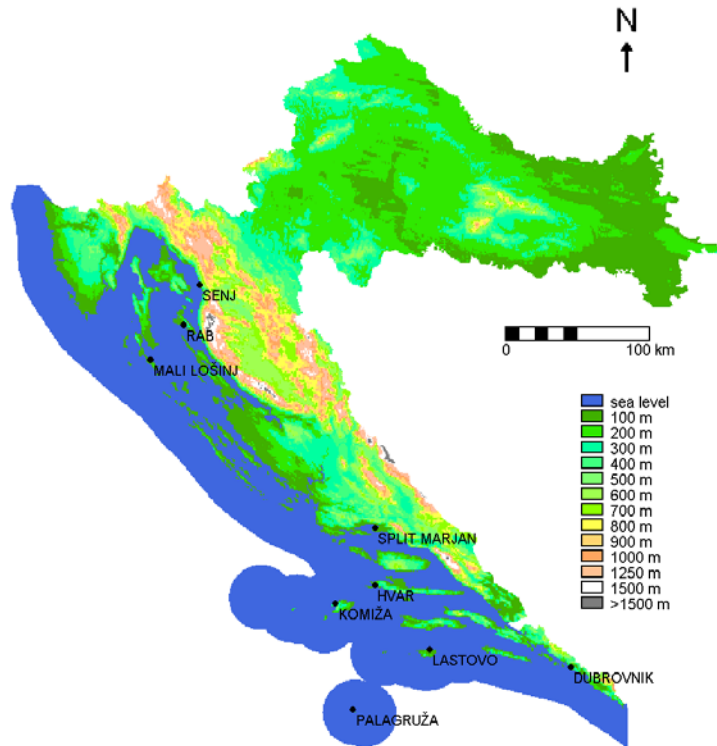 N
SENJ
RAB
0 100 km
MALI LOŠINJ
sea level
100 m
200 m
300 m
400 m
500 m
600 m
700 m
800 m
900 m
1000 m
1250 m
1500 m
>1500 m
SPLIT MARJAN
HVAR
KOMIŽA
LASTOVO
DUBROVNIK
PALAGRUŽA